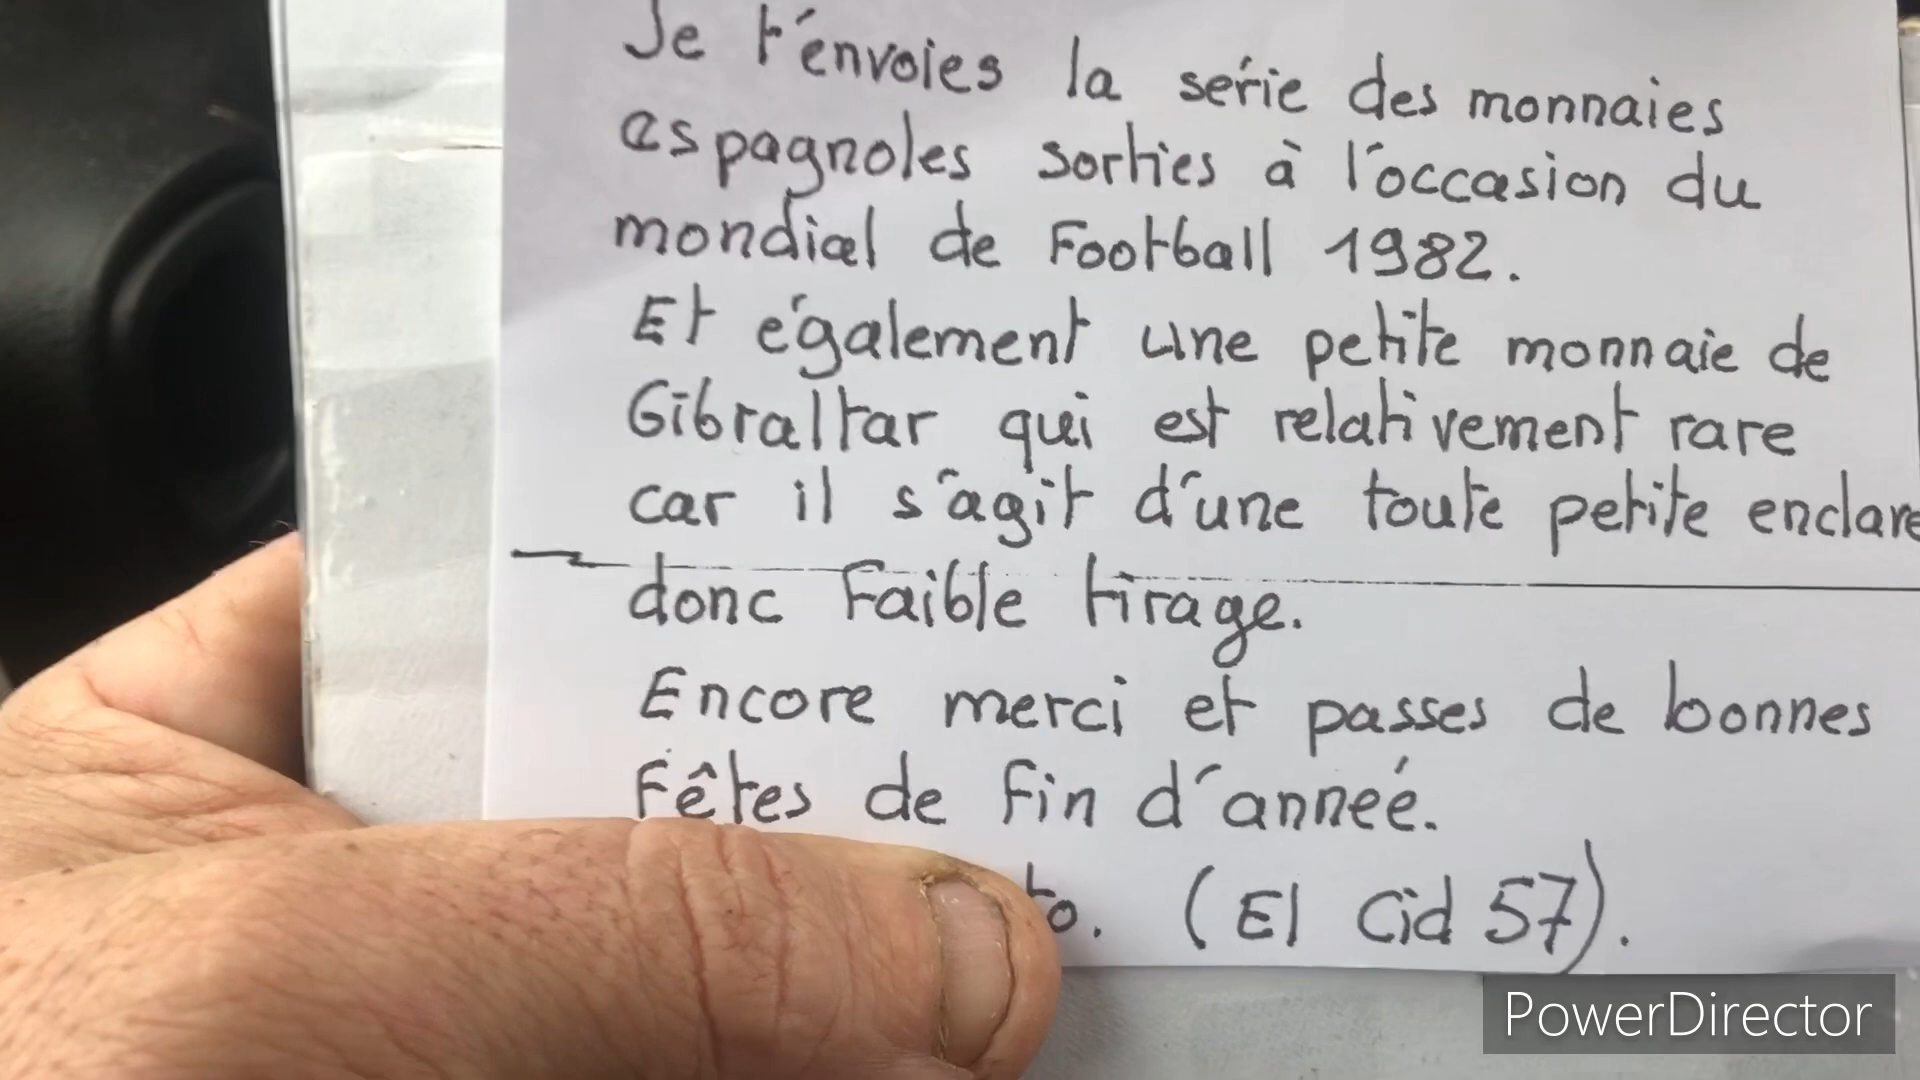 Je t'envoies la série des monnaies
espagnoles sorties à l'occasion du
mondial de Football 1982.
Et également une petite monnaie de
Gibraltar qui est relativement rare
car il s'agit d'une toute petite enclave
donc Faible tirage.
Encore merci et passes de bonnes
Fêtes de Fin d'année.
(El Cid 57).
PowerDirector